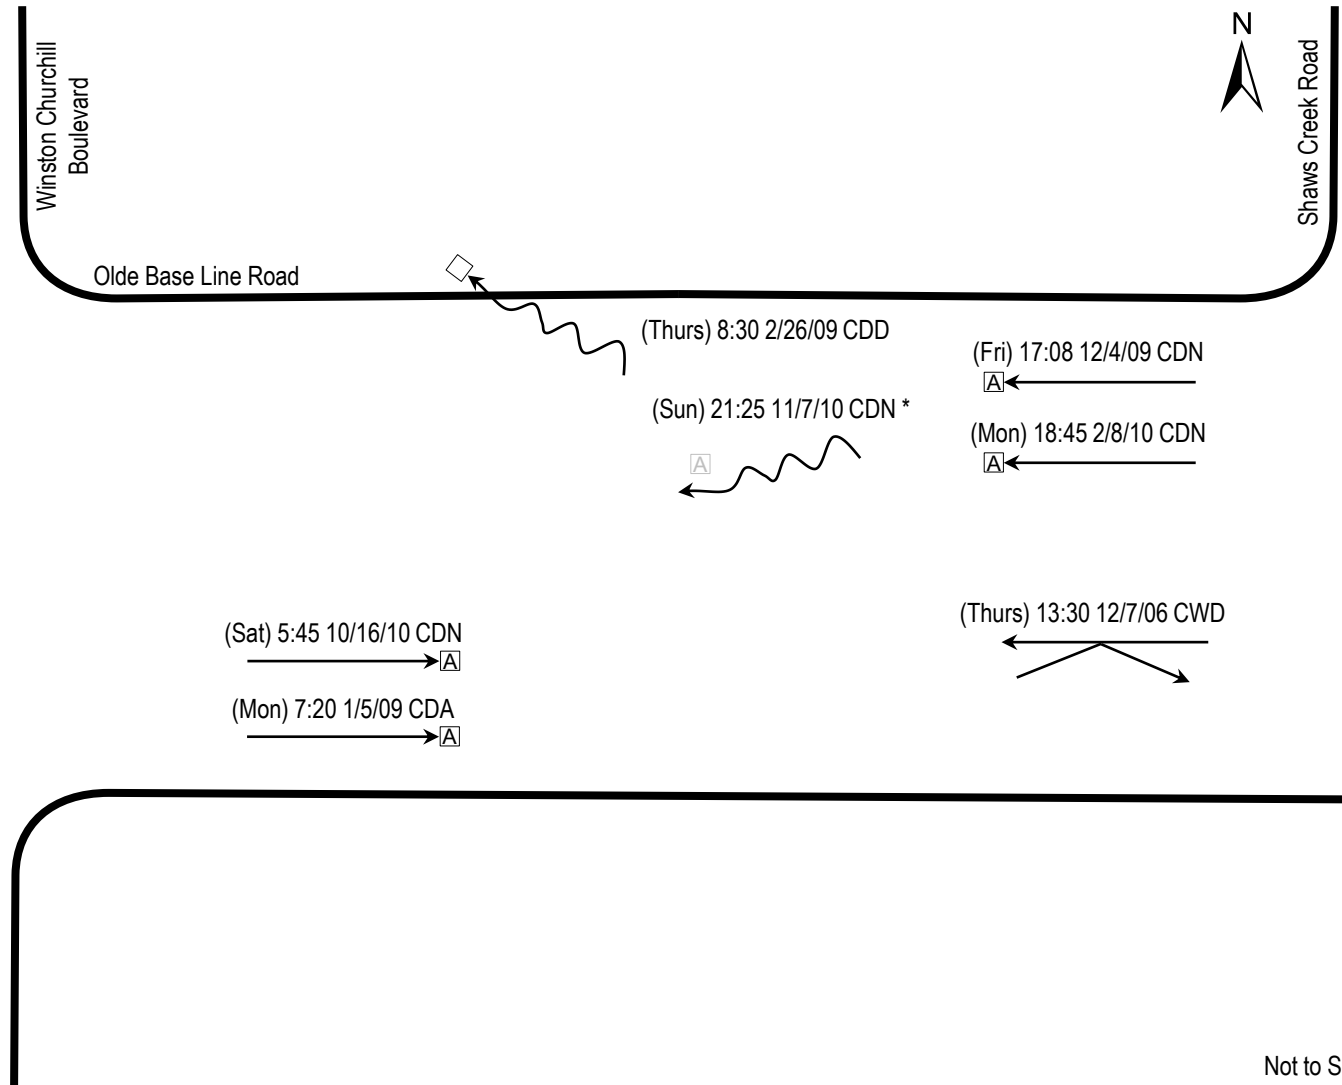 N
Winston Churchill
Boulevard
Shaws Creek Road
Olde Base Line Road
(Thurs) 8:30 2/26/09 CDD
(Fri) 17:08 12/4/09 CDN
A
(Sun) 21:25 11/7/10 CDN *
A
(Mon) 18:45 2/8/10 CDN
A
(Thurs) 13:30 12/7/06 CWD
(Sat) 5:45 10/16/10 CDN
A
(Mon) 7:20 1/5/09 CDA
A
Not to S